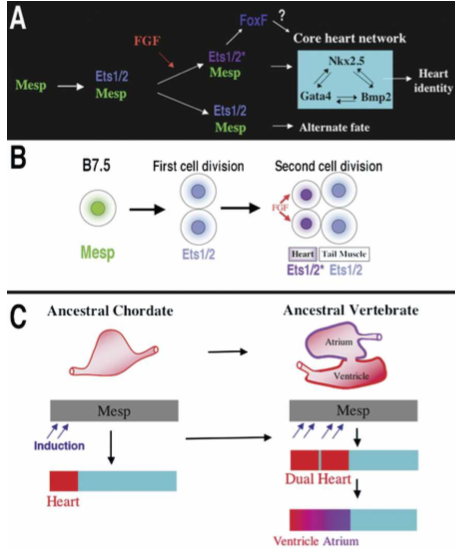 A
FoxF
?
FGF
Core heart network
Ets1/2*
Mesp
Nkx2.5
Mesp
Ets1/2
Mesp
Gata4
Bmp2
Heart
identity
Ets1/2
Mesp
Alternate fate
B
B7.5
First cell division
Second cell division
FGF
Mesp
Ets1/2
Heart
Tail Muscle
Ets1/2*
Ets1/2
C
Ancestral Chordate
Ancestral Vertebrate
Atrium
Ventricle
Mesp
Mesp
Induction
Heart
Dual Heart
Ventricle Atrium